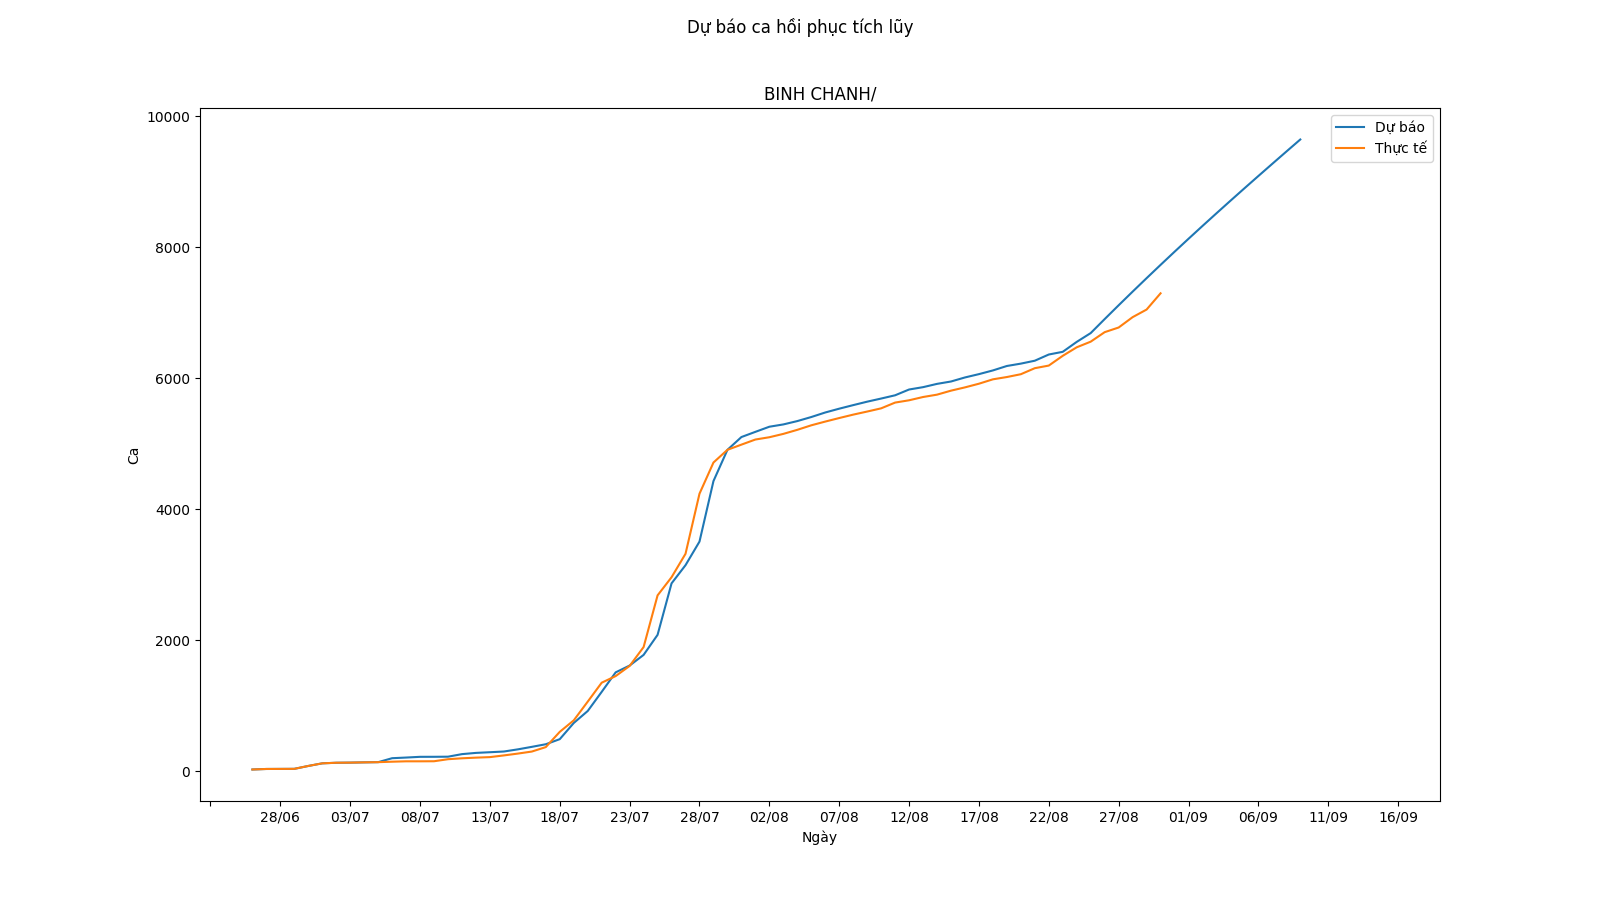 Dự báo ca hồi phục tích lũy
BINH CHANH/
Dự báo
Thực tế
10000
8000
6000
4000
2000
0
Ca
28/06 03/07 08/07 13/07 18/07 23/07 28/07 02/08 07/08 12/08 17/08 22/08 27/08 01/09 06/09 11/09 16/09
Ngày